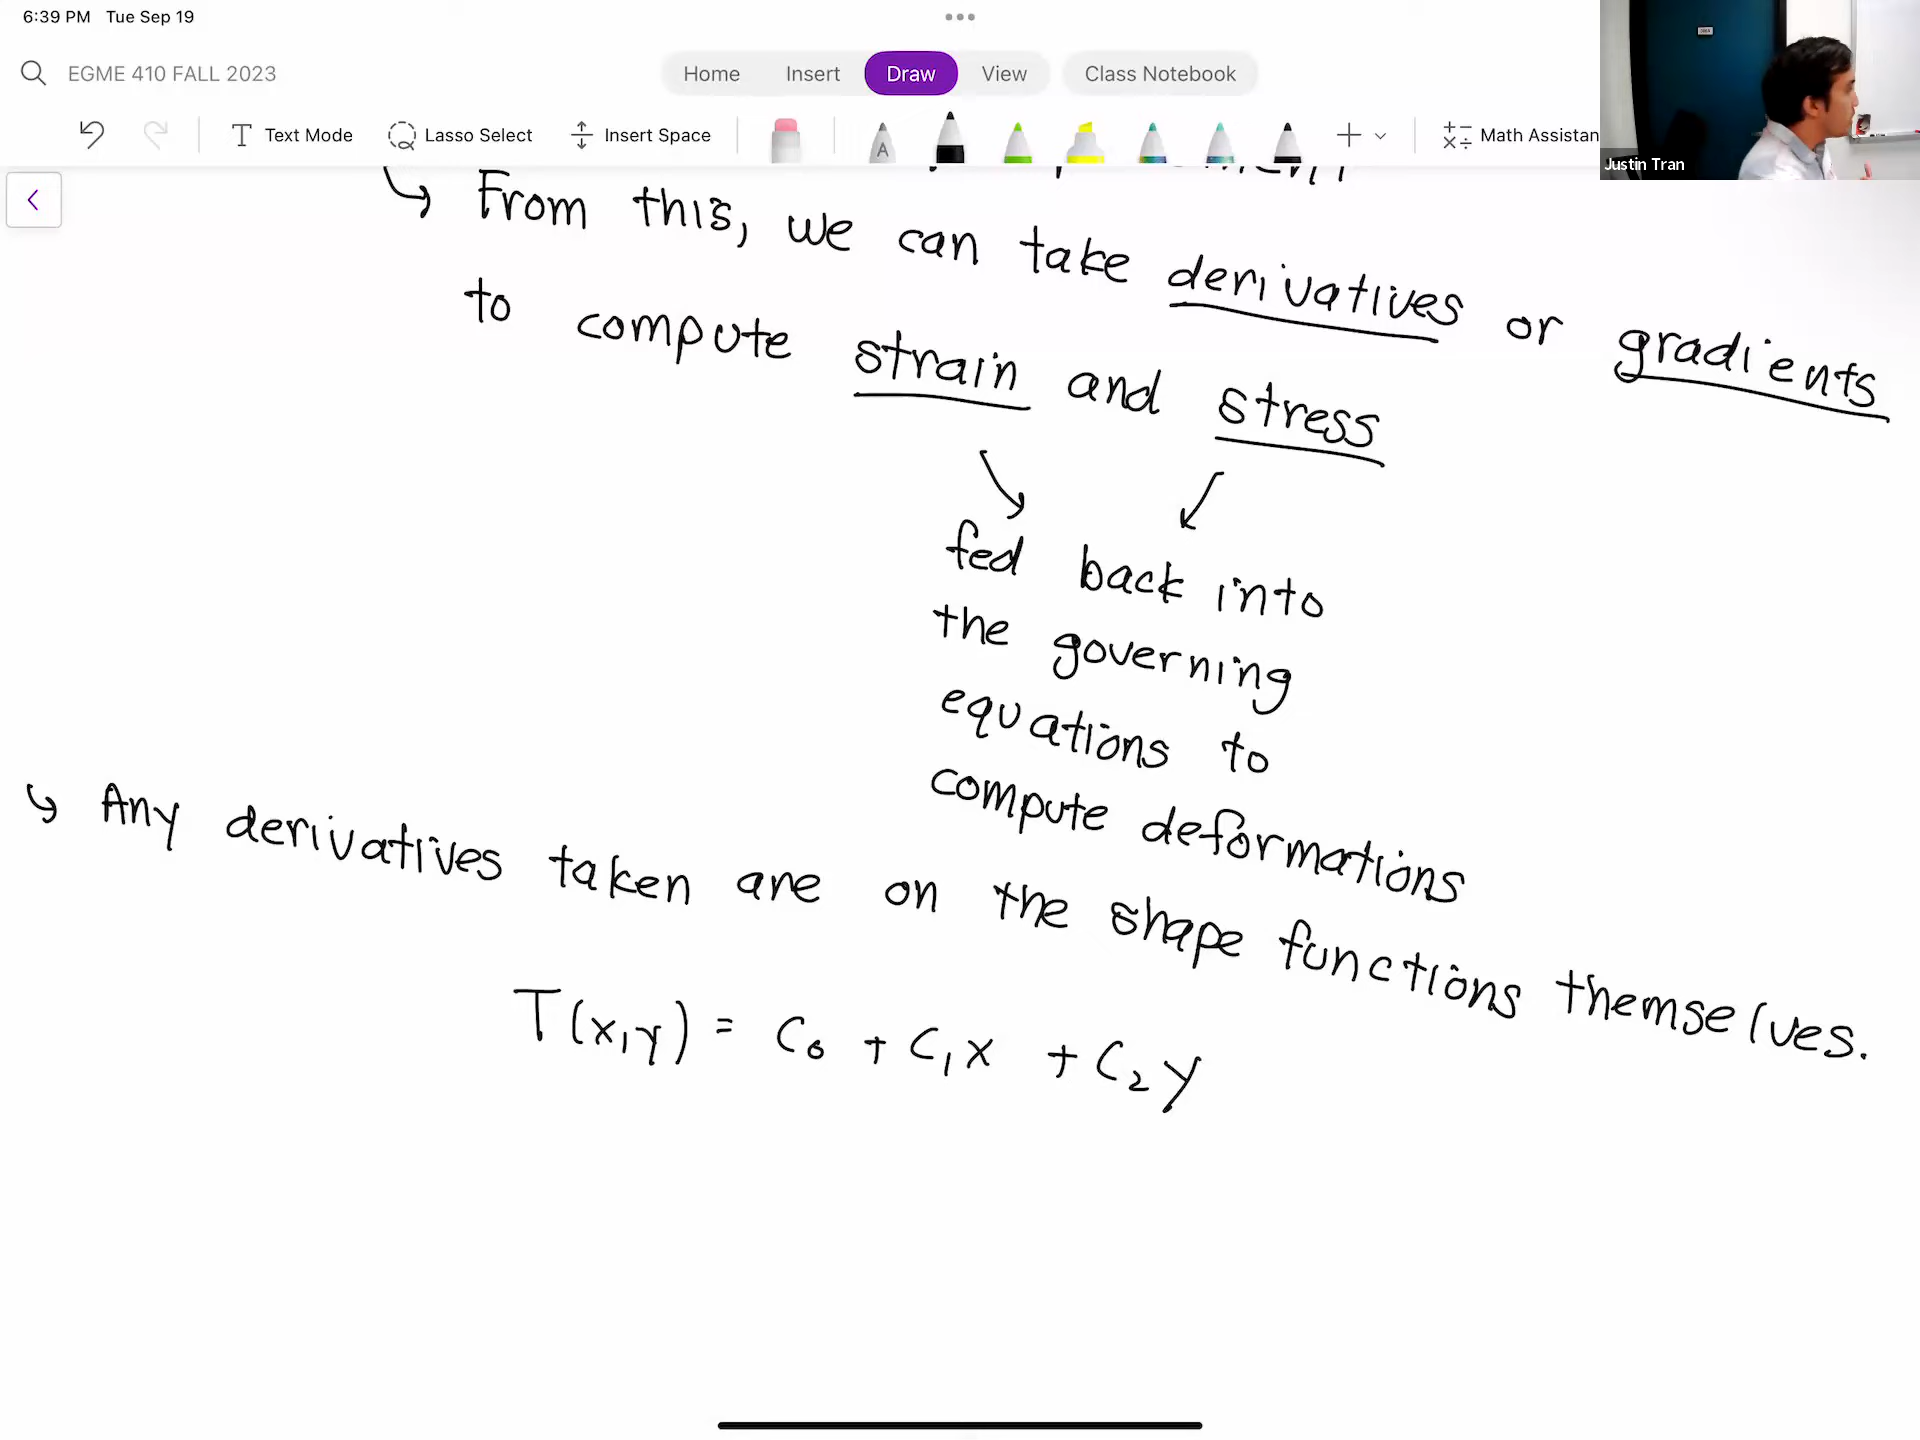 6:39 PM Tue Sep 19
EGME 410 FALL 2023
Home Insert Draw View Class Notebook
Text Mode Lasso Select Insert Space A Math Assistan
Justin Tran
↳ From this, we can take derivatives or gradients
to compute strain and stress
fed back into
the governing
equations to
compute deformations
↳ Any derivatives taken are on the shape functions themselves.
T(x,y) = C₀ + C₁x + C₂y